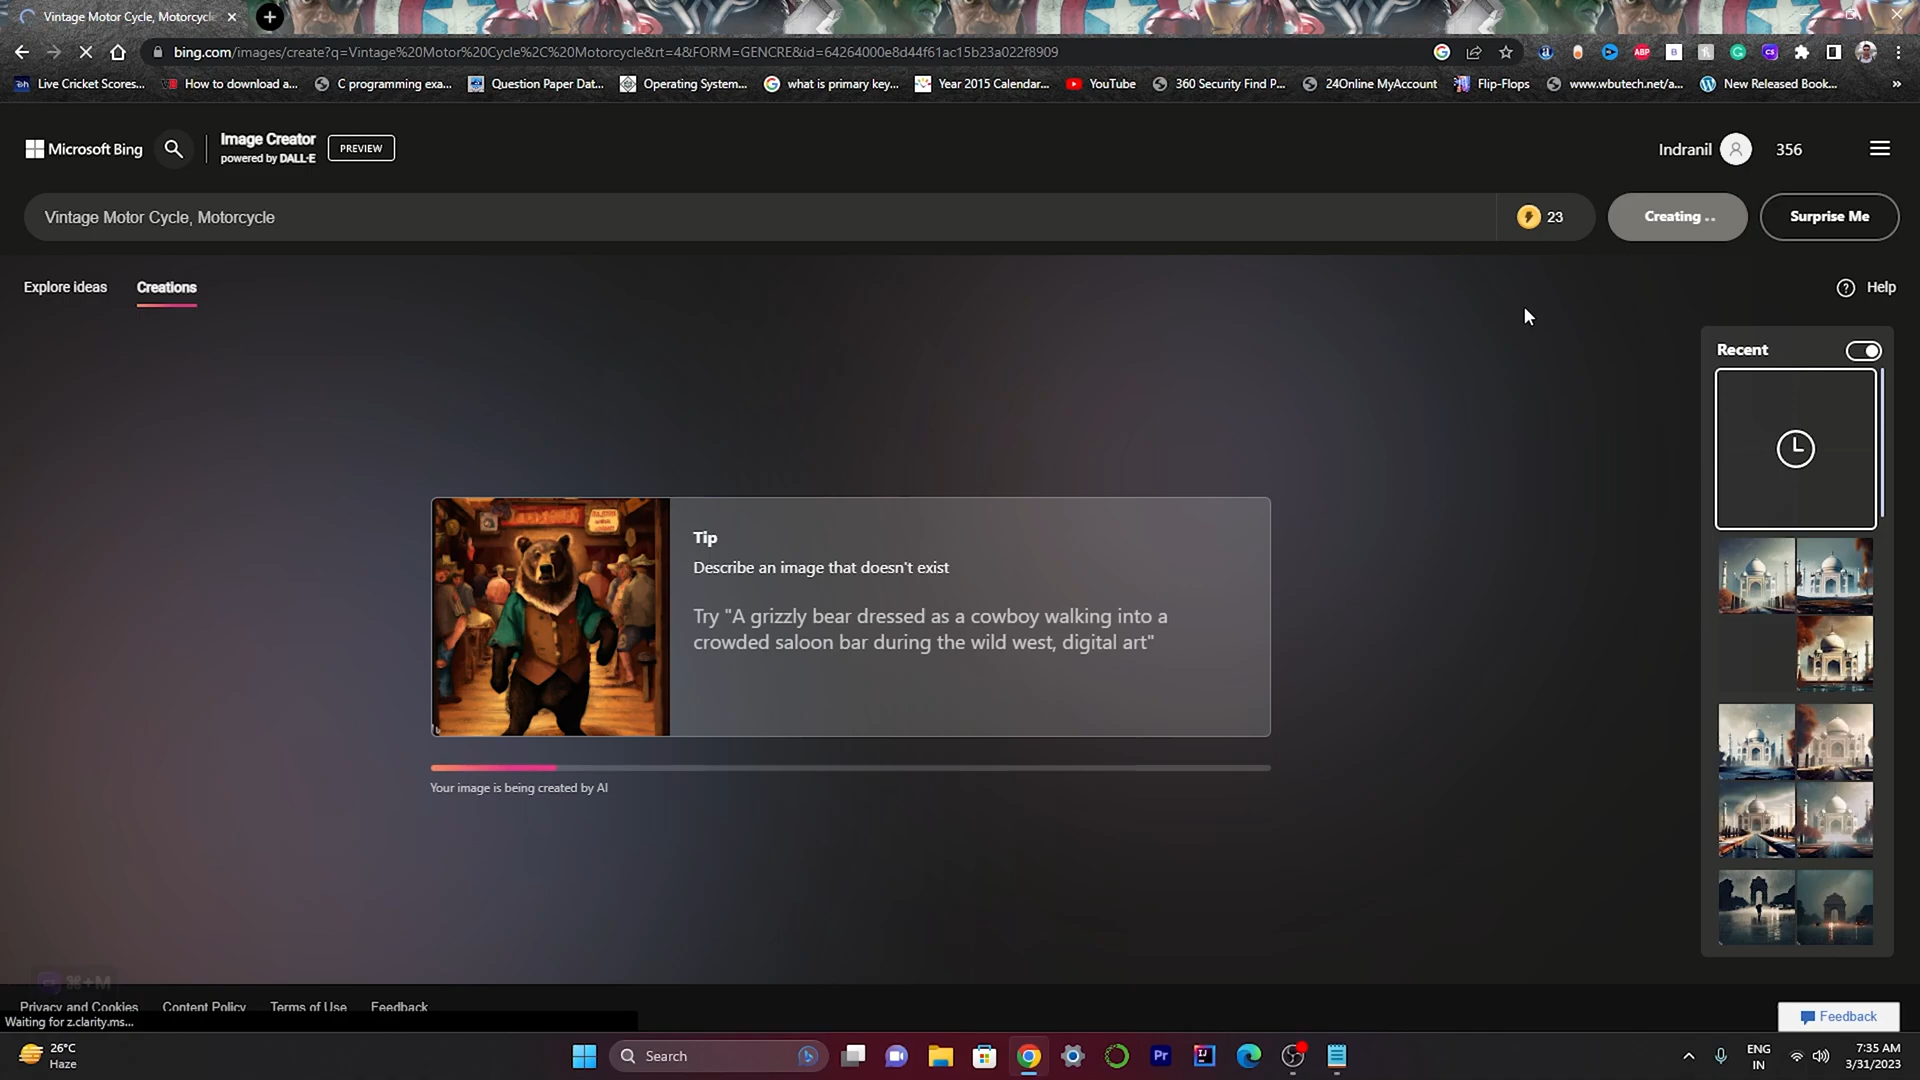 Vintage Motor Cycle, Motorcycle
bing.com/images/create?q=Vintage%20Motor%20Cycle%2C%20Motorcycle&rt=4&FORM=GENCRE&id=64264000e8d44f61ac15b23a022f8909
Live Cricket Scores...
How to download a...
C programming exa...
Question Paper Dat...
Operating System...
what is primary key...
Year 2015 Calendar...
YouTube
360 Security Find P...
24Online MyAccount
Flip-Flops
www.wbutech.net/a...
New Released Book...
»
Microsoft Bing
Image Creator
powered by DALL·E
PREVIEW
Indranil
356
Vintage Motor Cycle, Motorcycle
23
Creating ..
Surprise Me
Explore ideas
Creations
Help
Recent
Tip
Describe an image that doesn't exist
Try "A grizzly bear dressed as a cowboy walking into a
crowded saloon bar during the wild west, digital art"
Your image is being created by AI
⌘+M
Privacy and Cookies
Content Policy
Terms of Use
Feedback
Waiting for z.clarity.ms...
Feedback
26°C
Haze
Search
Pr
ENG
IN
7:35 AM
3/31/2023